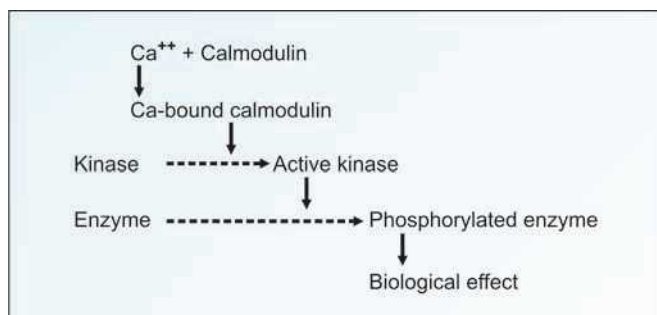 Ca++ + Calmodulin
Ca-bound calmodulin
Kinase Active kinase
Enzyme Phosphorylated enzyme
Biological effect